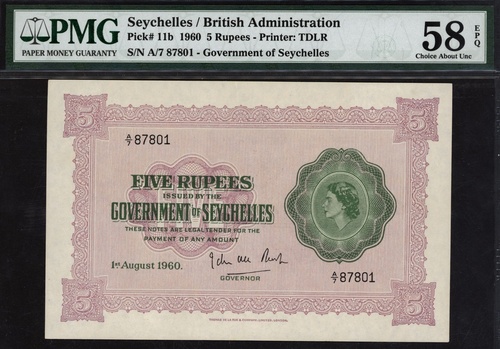 PMG
PAPER MONEY GUARANTY
Seychelles / British Administration
Pick# 11b 1960 5 Rupees - Printer: TDLR
S/N A/7 87801 - Government of Seychelles
58
EPQ
Choice About Unc
5
5
A/7 87801
FIVE RUPEES
ISSUED BY THE
GOVERNMENT OF SEYCHELLES
THESE NOTES ARE LEGAL TENDER FOR THE
PAYMENT OF ANY AMOUNT
1st August 1960.
GOVERNOR
A/7 87801
5
5